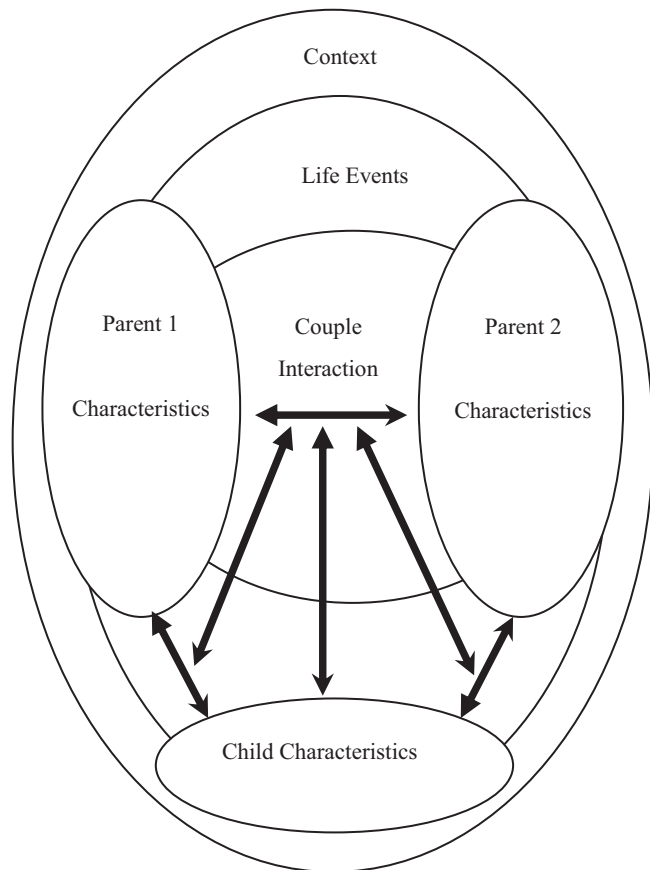 Context
Life Events
Parent 1
Characteristics
Couple
Interaction
Parent 2
Characteristics
Child Characteristics